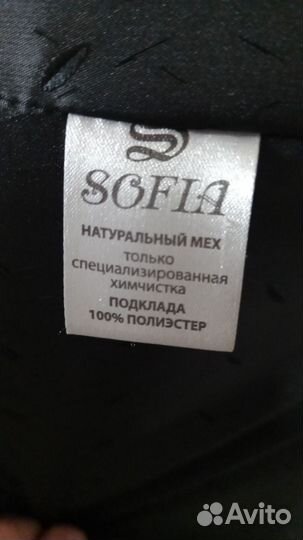 SOFIA
НАТУРАЛЬНЫЙ МЕХ
только
специализированная
химчистка
ПОДКЛАДА
100% ПОЛИЭСТЕР
Avito